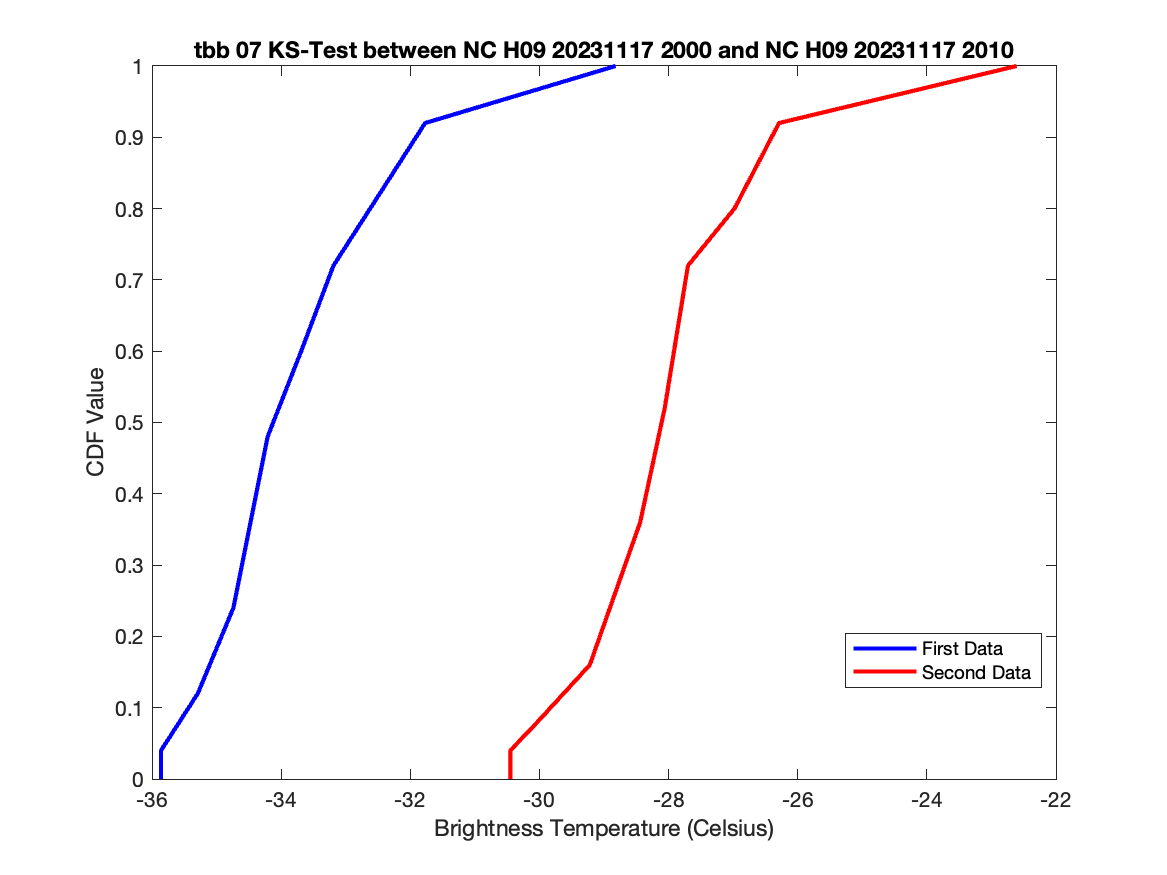 tbb 07 KS-Test between NC H09 20231117 2000 and NC H09 20231117 2010
1
0.9
0.8
0.7
0.6
0.5
0.4
0.3
0.2
0.1
0
CDF Value
First Data
Second Data
-36 -34 -32 -30 -28 -26 -24 -22
Brightness Temperature (Celsius)